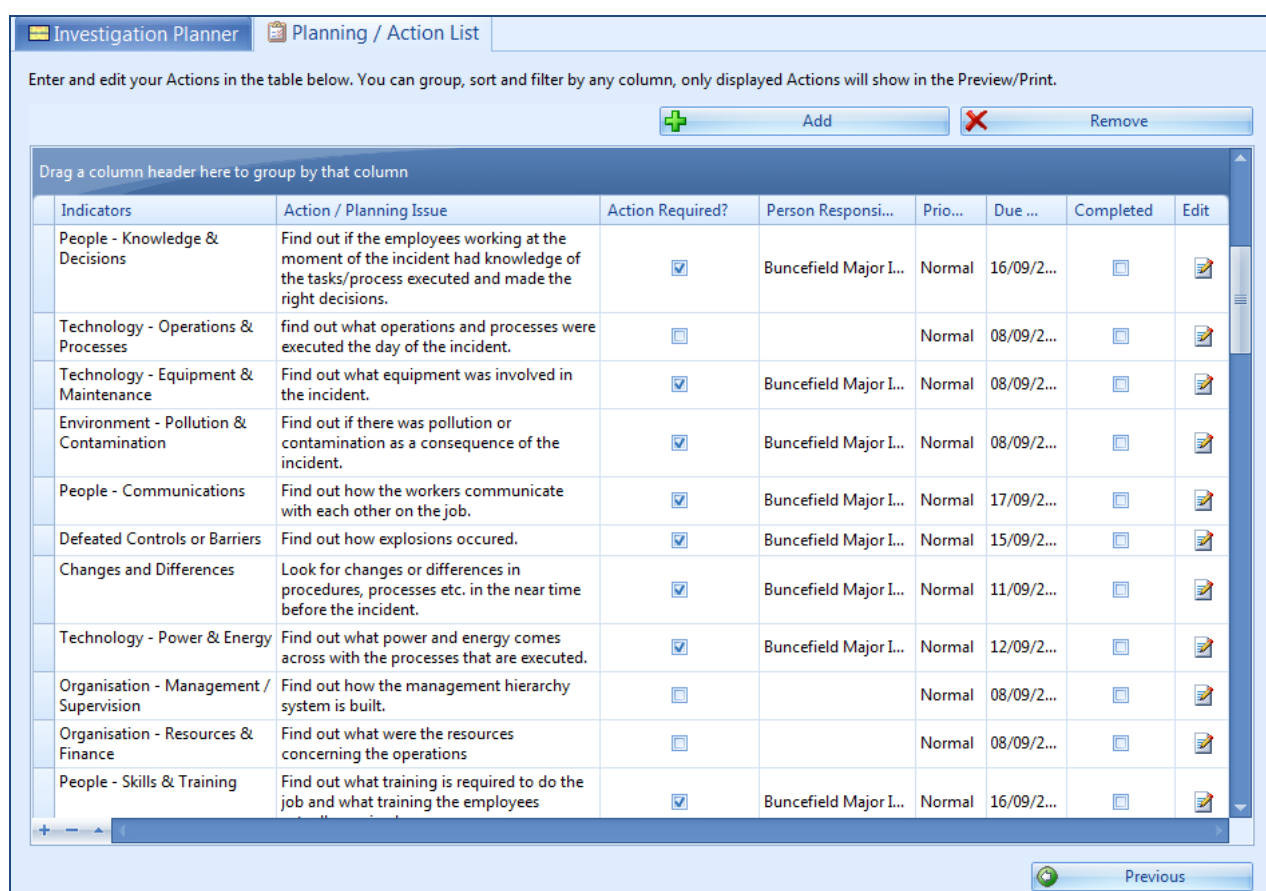 Investigation Planner
Planning / Action List
Enter and edit your Actions in the table below. You can group, sort and filter by any column, only displayed Actions will show in the Preview/Print.
Add
Remove
Drag a column header here to group by that column
Indicators Action / Planning Issue Action Required? Person Responsi... Prio... Due ... Completed Edit
People - Knowledge &
Decisions
Find out if the employees working at the
moment of the incident had knowledge of
the tasks/process executed and made the
right decisions.
Buncefield Major I... Normal 16/09/2...
Technology - Operations &
Processes
find out what operations and processes were
executed the day of the incident.
Normal 08/09/2...
Technology - Equipment &
Maintenance
Find out what equipment was involved in
the incident.
Buncefield Major I... Normal 08/09/2...
Environment - Pollution &
Contamination
Find out if there was pollution or
contamination as a consequence of the
incident.
Buncefield Major I... Normal 08/09/2...
People - Communications
Find out how the workers communicate
with each other on the job.
Buncefield Major I... Normal 17/09/2...
Defeated Controls or Barriers
Find out how explosions occured.
Buncefield Major I... Normal 15/09/2...
Changes and Differences
Look for changes or differences in
procedures, processes etc. in the near time
before the incident.
Buncefield Major I... Normal 11/09/2...
Technology - Power & Energy
Find out what power and energy comes
across with the processes that are executed.
Buncefield Major I... Normal 12/09/2...
Organisation - Management /
Supervision
Find out how the management hierarchy
system is built.
Normal 08/09/2...
Organisation - Resources &
Finance
Find out what were the resources
concerning the operations
Normal 08/09/2...
People - Skills & Training
Find out what training is required to do the
job and what training the employees
Buncefield Major I... Normal 16/09/2...
Previous